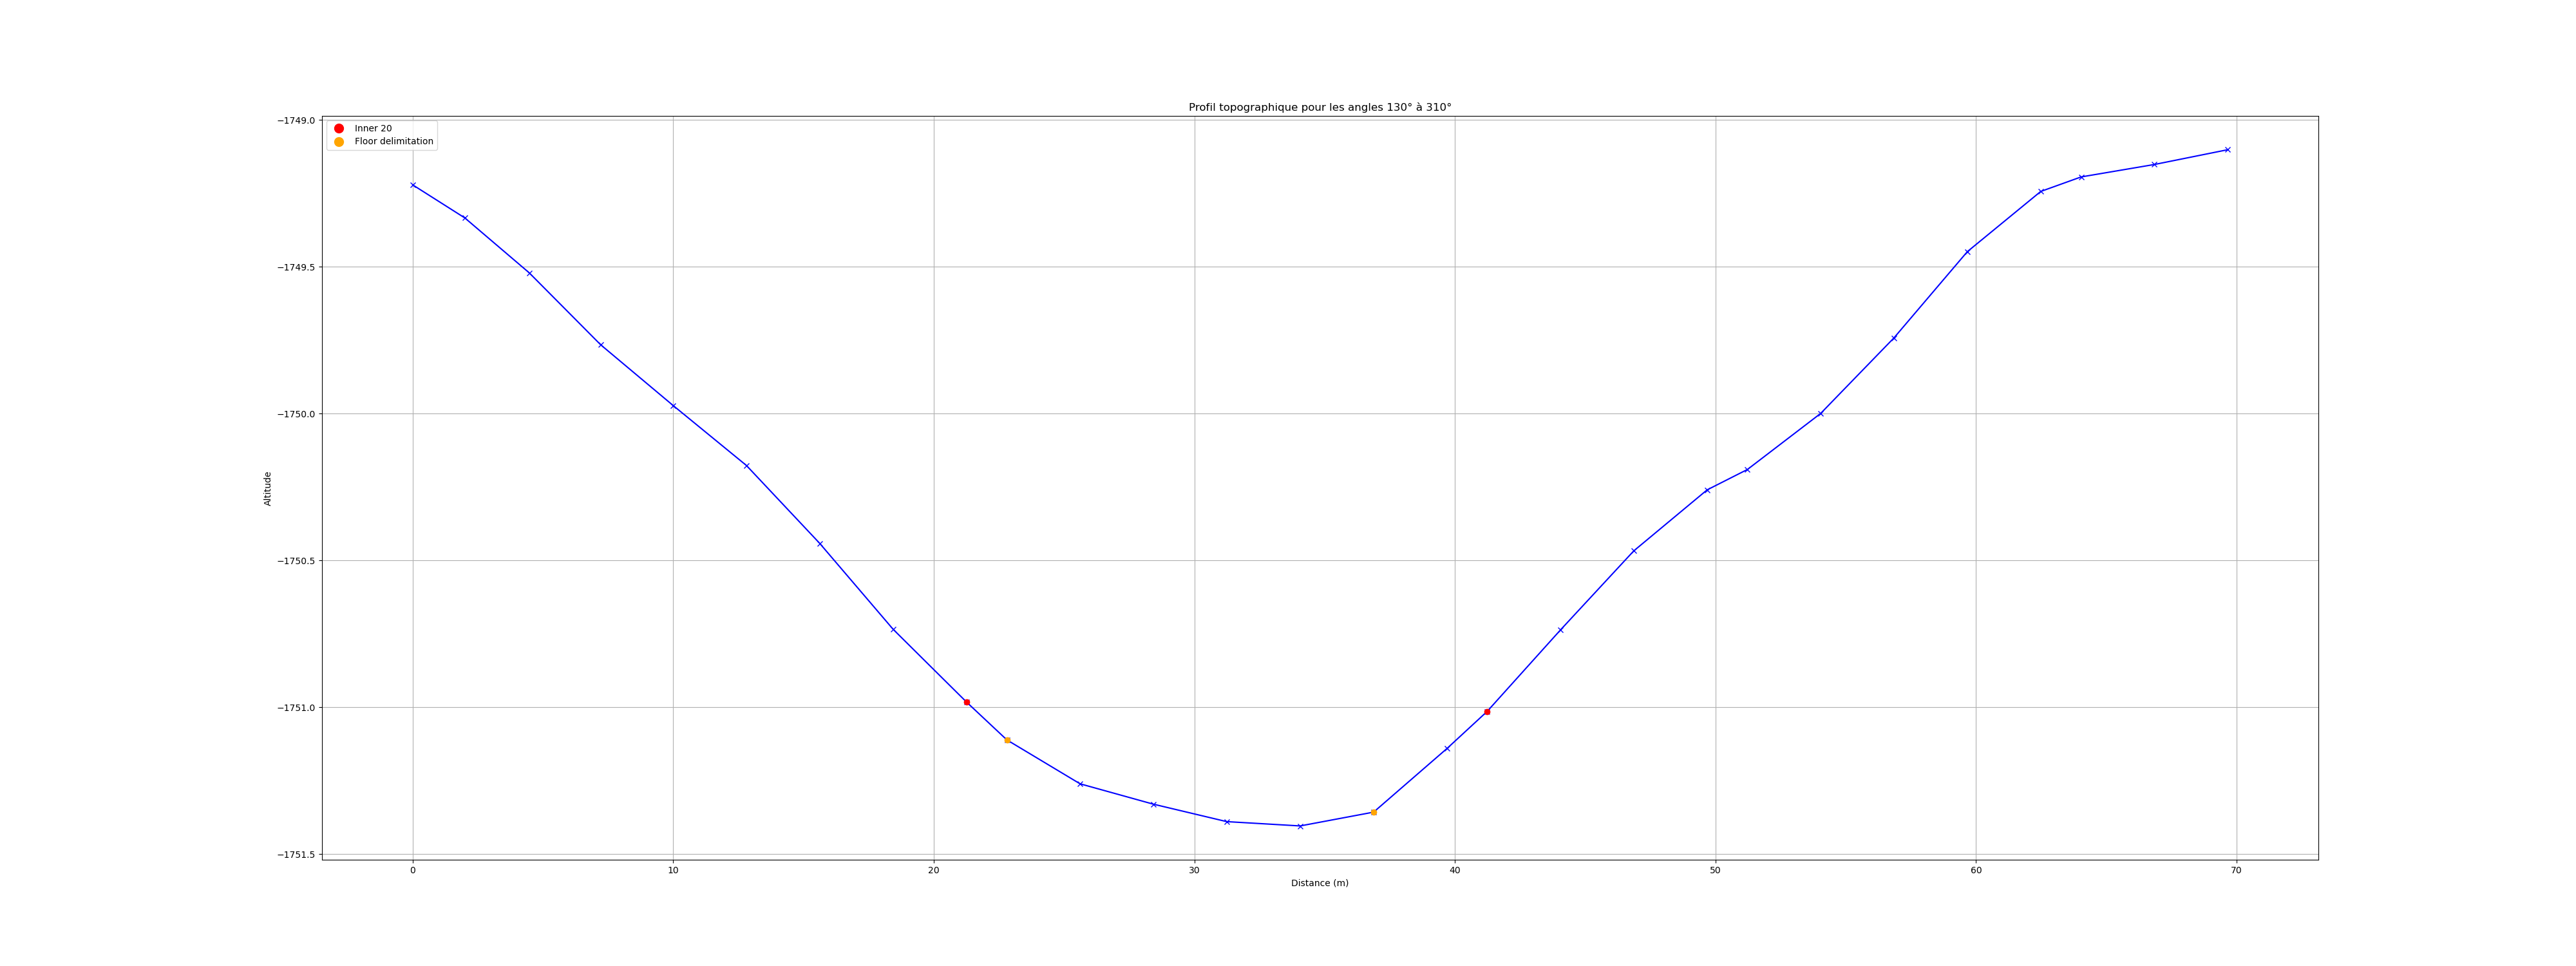 Profil topographique pour les angles 130° à 310°
Inner 20
Floor delimitation
−1749.0
−1749.5
−1750.0
−1750.5
−1751.0
−1751.5
Altitude
0 10 20 30 40 50 60 70
Distance (m)